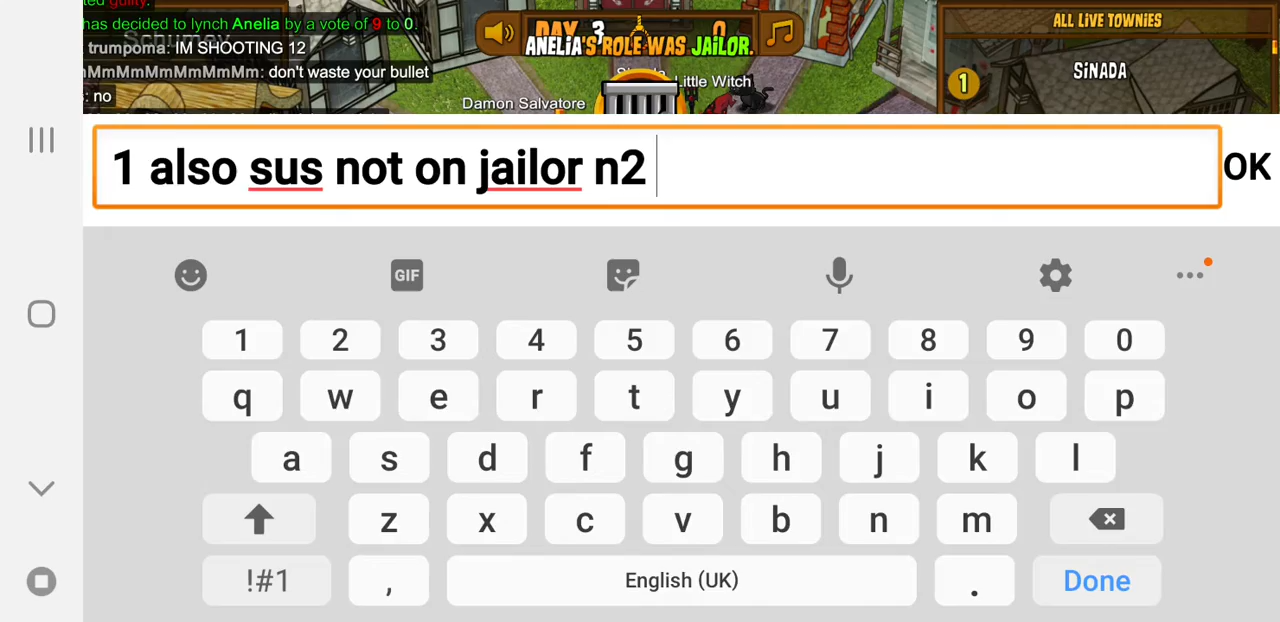 ted guilty.
has decided to lynch Anelia by a vote of 9 to 0.
trumpoma: IM SHOOTING 12
mMmMmMmMmMmMm: don't waste your bullet
: no
DAY 3
ANELIA'S ROLE WAS JAILOR.
Little Witch
Damon Salvatore
ALL LIVE TOWNIES
1 SINADA
1 also sus not on jailor n2
OK
GIF
1 2 3 4 5 6 7 8 9 0
q w e r t y u i o p
a s d f g h j k l
z x c v b n m
!#1 , English (UK) . Done